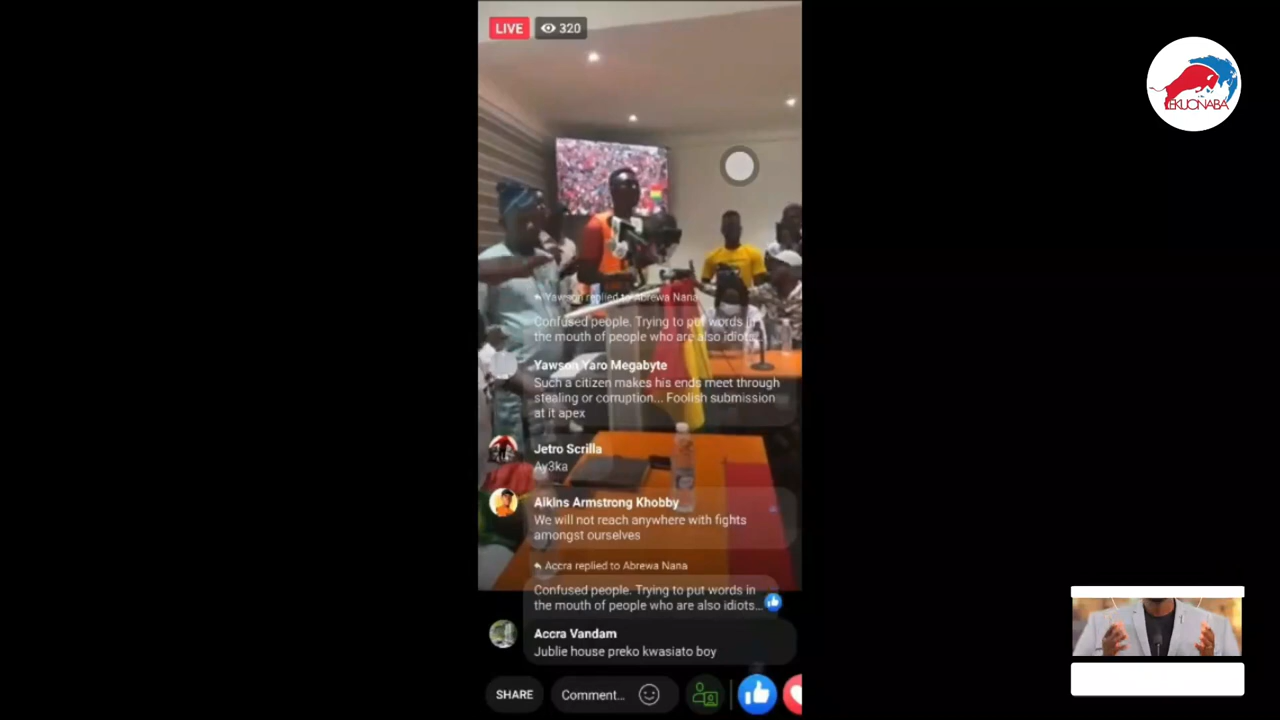 LIVE
320
EKUONABA
Yawson replied to Abrewa Nana
Confused people. Trying to put words in
the mouth of people who are also idiots...
Yawson Yaro Megabyte
Such a citizen makes his ends meet through
stealing or corruption... Foolish submission
at it apex
Jetro Scrilla
Ay3ka
Aikins Armstrong Khobby
We will not reach anywhere with fights
amongst ourselves
Accra replied to Abrewa Nana
Confused people. Trying to put words in
the mouth of people who are also idiots...
Accra Vandam
Jublie house preko kwasiato boy
SHARE
Comment...